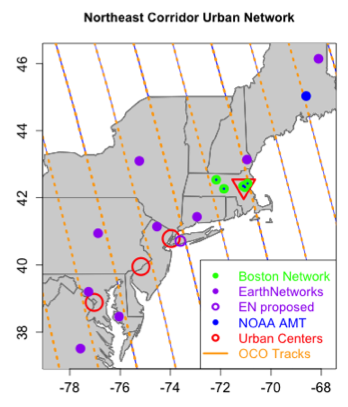 Northeast Corridor Urban Network
46
44
42
40
38
Boston Network
EarthNetworks
EN proposed
NOAA AMT
Urban Centers
OCO Tracks
-78 -76 -74 -72 -70 -68